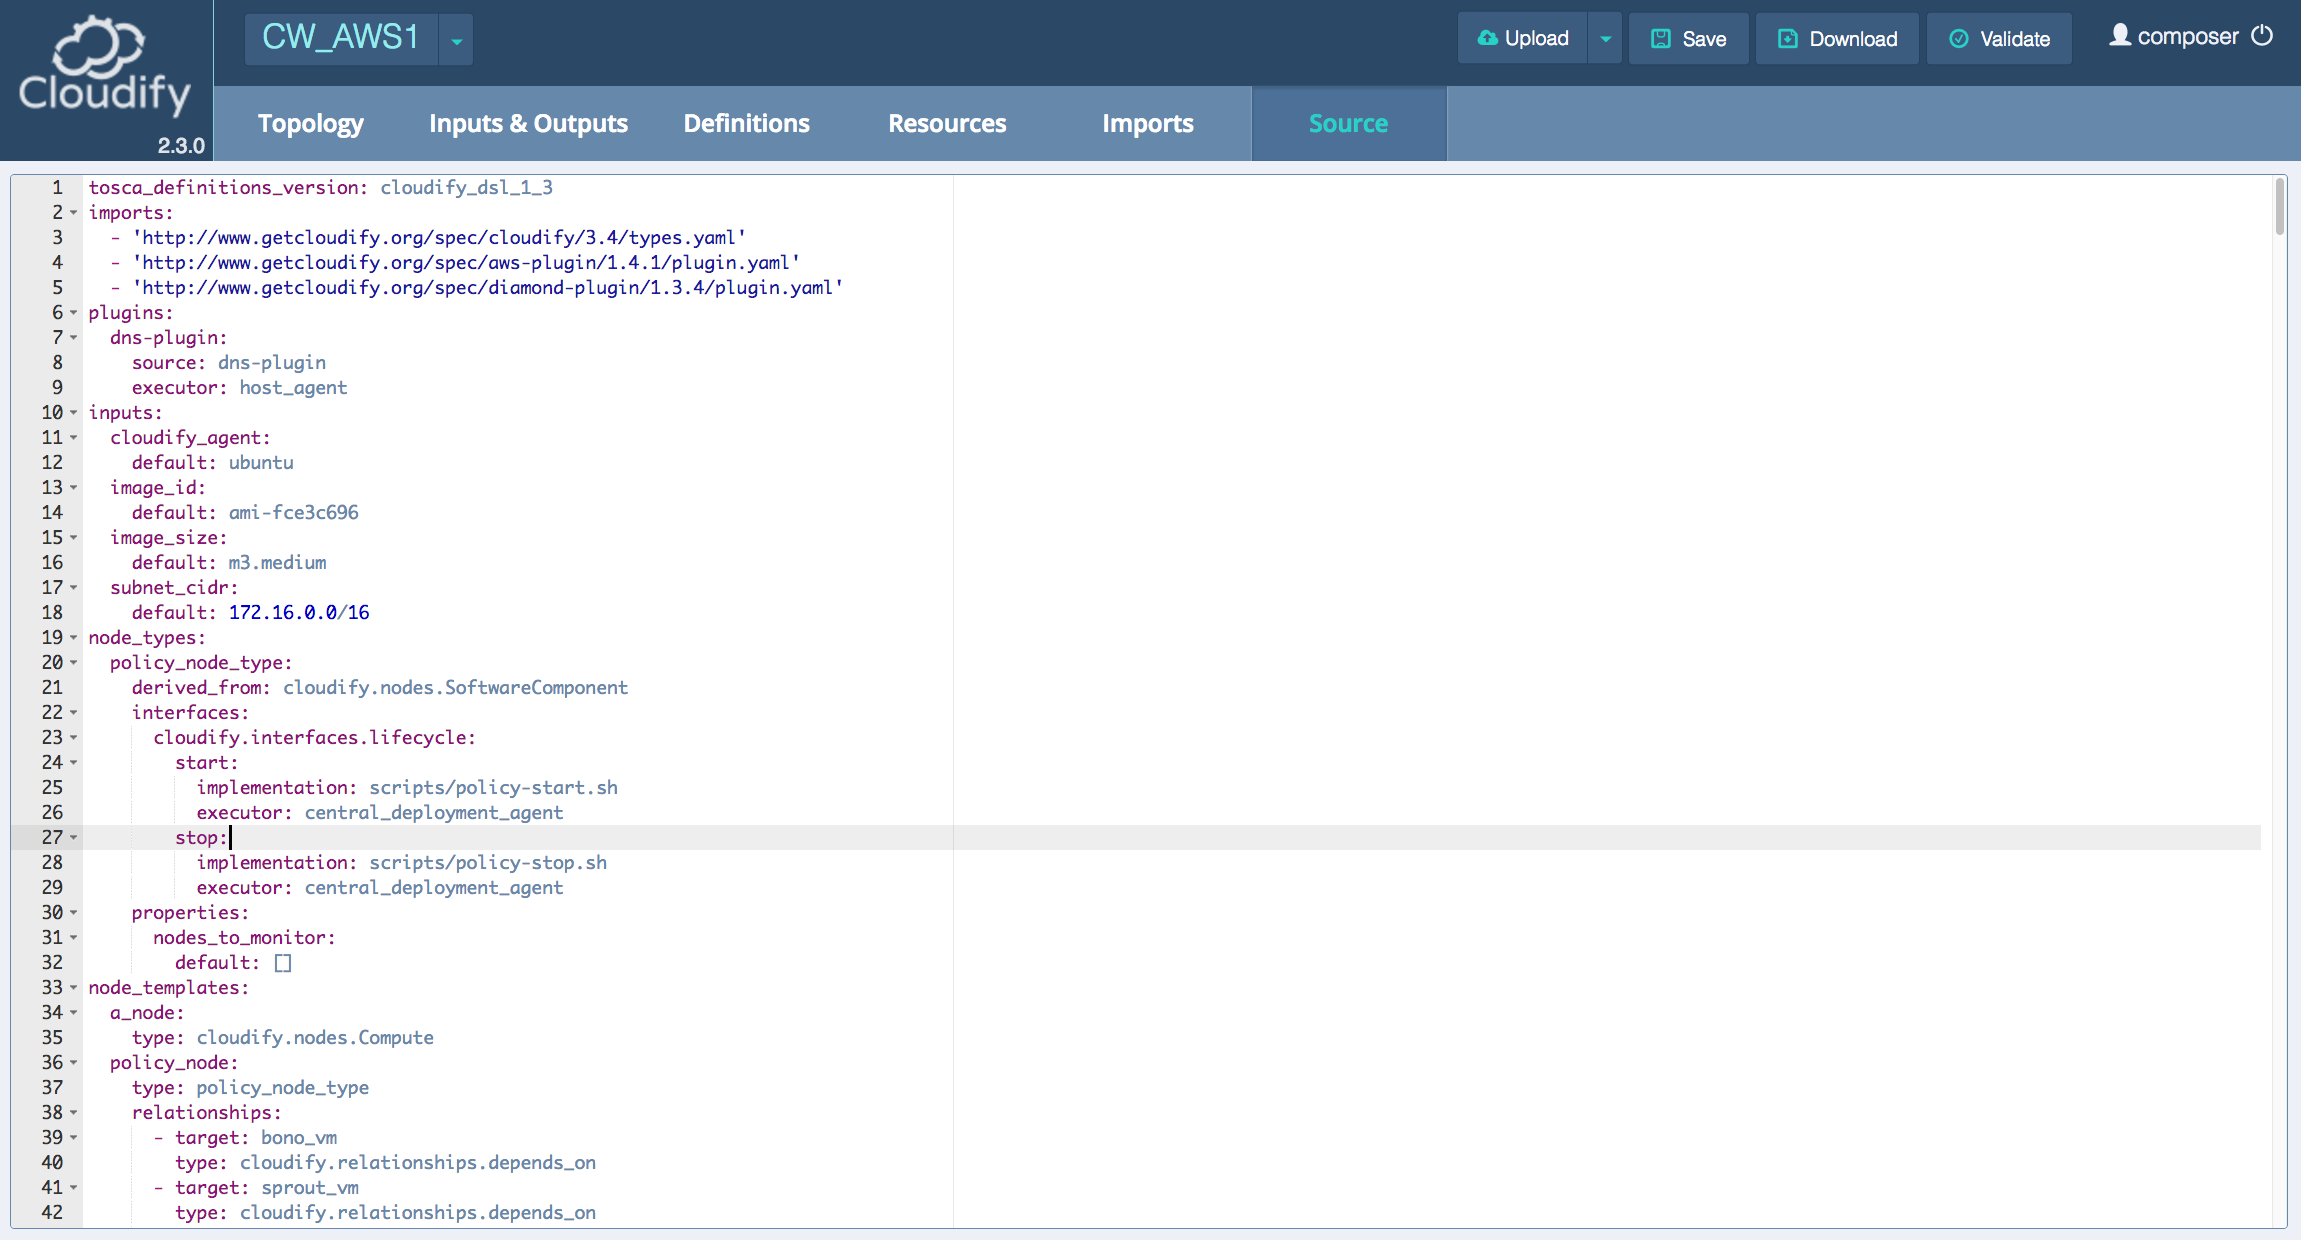 Cloudify
2.3.0
CW_AWS1
Upload
Save
Download
Validate
composer
Topology
Inputs & Outputs
Definitions
Resources
Imports
Source
1 tosca_definitions_version: cloudify_dsl_1_3
2 imports:
3   - 'http://www.getcloudify.org/spec/cloudify/3.4/types.yaml'
4   - 'http://www.getcloudify.org/spec/aws-plugin/1.4.1/plugin.yaml'
5   - 'http://www.getcloudify.org/spec/diamond-plugin/1.3.4/plugin.yaml'
6 plugins:
7   dns-plugin:
8     source: dns-plugin
9     executor: host_agent
10 inputs:
11   cloudify_agent:
12     default: ubuntu
13   image_id:
14     default: ami-fce3c696
15   image_size:
16     default: m3.medium
17   subnet_cidr:
18     default: 172.16.0.0/16
19 node_types:
20   policy_node_type:
21     derived_from: cloudify.nodes.SoftwareComponent
22     interfaces:
23       cloudify.interfaces.lifecycle:
24         start:
25           implementation: scripts/policy-start.sh
26           executor: central_deployment_agent
27         stop:
28           implementation: scripts/policy-stop.sh
29           executor: central_deployment_agent
30     properties:
31       nodes_to_monitor:
32         default: []
33 node_templates:
34   a_node:
35     type: cloudify.nodes.Compute
36   policy_node:
37     type: policy_node_type
38     relationships:
39       - target: bono_vm
40         type: cloudify.relationships.depends_on
41       - target: sprout_vm
42         type: cloudify.relationships.depends_on